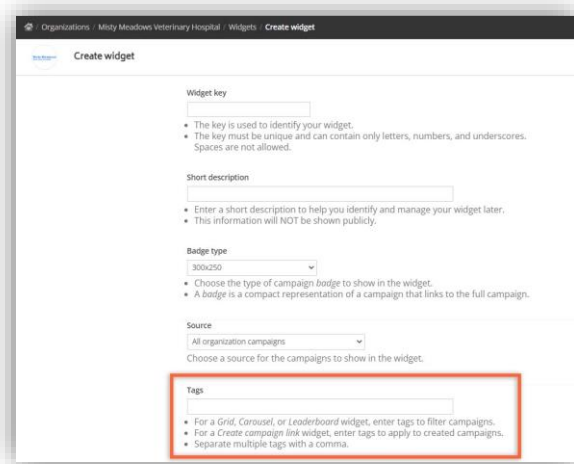 / Organizations / Misty Meadows Veterinary Hospital / Widgets / Create widget
Create widget
Widget key
• The key is used to identify your widget.
• The key must be unique and can contain only letters, numbers, and underscores.
Spaces are not allowed.
Short description
• Enter a short description to help you identify and manage your widget later.
• This information will NOT be shown publicly.
Badge type
300x250
• Choose the type of campaign badge to show in the widget.
• A badge is a compact representation of a campaign that links to the full campaign.
Source
All organization campaigns
Choose a source for the campaigns to show in the widget.
Tags
• For a Grid, Carousel, or Leaderboard widget, enter tags to filter campaigns.
• For a Create campaign link widget, enter tags to apply to created campaigns.
• Separate multiple tags with a comma.